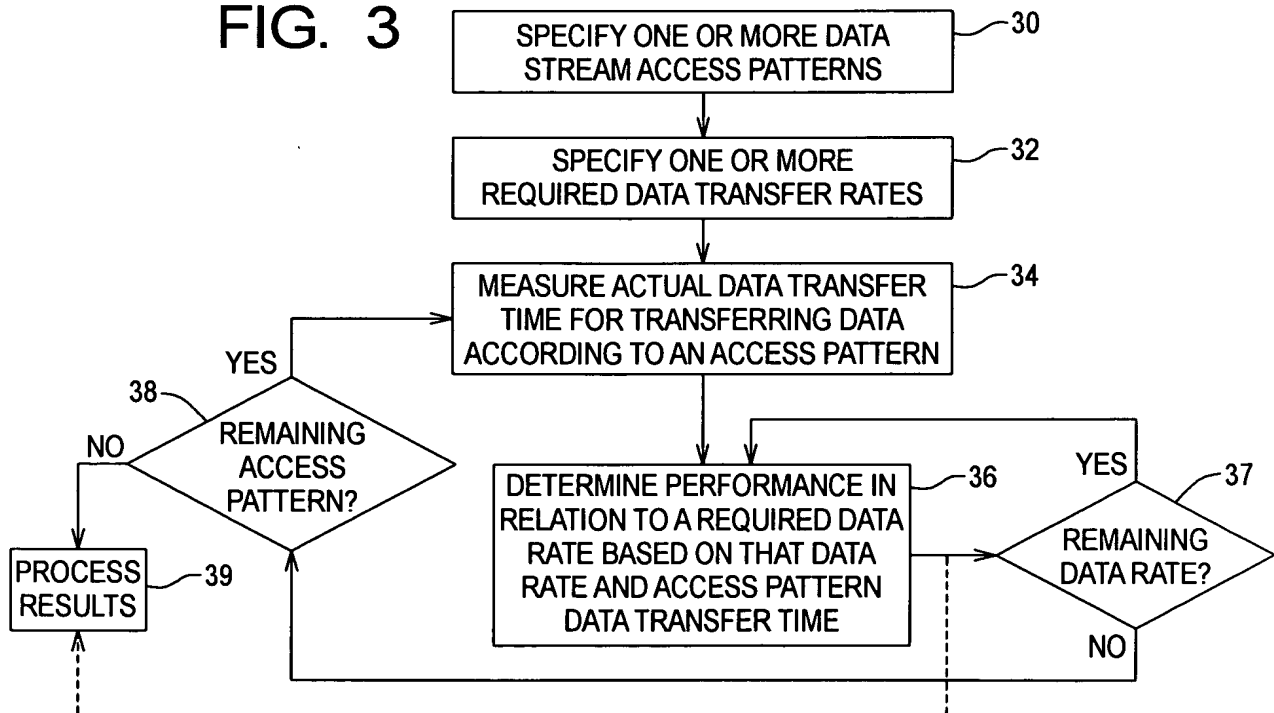 FIG. 3
SPECIFY ONE OR MORE DATA
STREAM ACCESS PATTERNS
30
SPECIFY ONE OR MORE
REQUIRED DATA TRANSFER RATES
32
MEASURE ACTUAL DATA TRANSFER
TIME FOR TRANSFERRING DATA
ACCORDING TO AN ACCESS PATTERN
34
YES
38
NO
REMAINING
ACCESS
PATTERN?
DETERMINE PERFORMANCE IN
RELATION TO A REQUIRED DATA
RATE BASED ON THAT DATA
RATE AND ACCESS PATTERN
DATA TRANSFER TIME
36
YES
37
REMAINING
DATA RATE?
NO
PROCESS
RESULTS
39